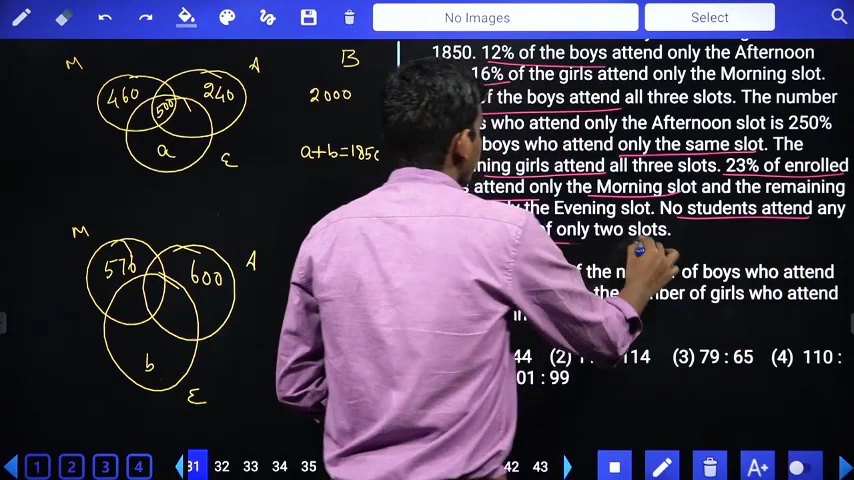 No Images
Select
1850. 12% of the boys attend only the Afternoon
16% of the girls attend only the Morning slot.
of the boys attend all three slots. The number
who attend only the Afternoon slot is 250%
boys who attend only the same slot. The
girls attend all three slots. 23% of enrolled
attend only the Morning slot and the remaining
the Evening slot. No students attend any
of only two slots.
the of boys who attend
the number of girls who attend
44 (2) 114 (3) 79 : 65 (4) 110 :
01 : 99
M
A
B
460
240
500
2000
a
E
a+b=185
M
A
576
600
b
E
1 2 3 4 31 32 33 34 35 42 43
A+